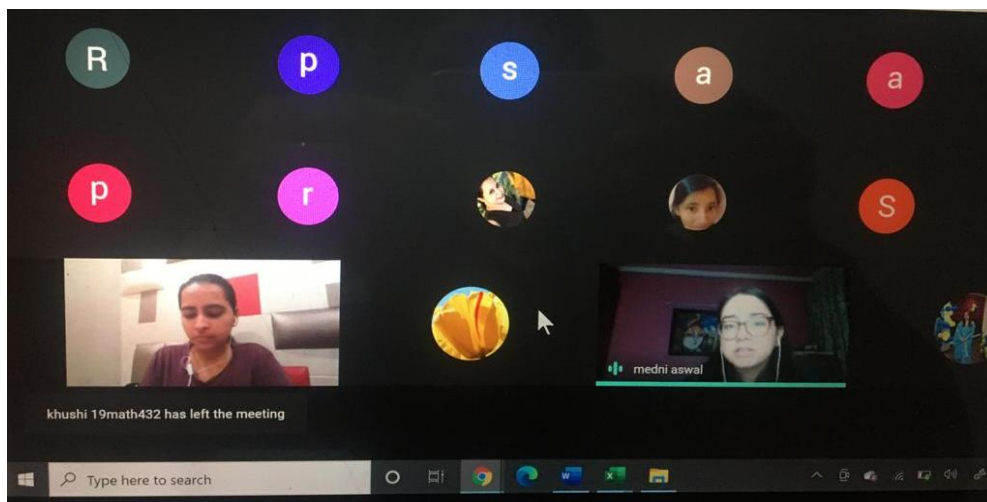 R
p
s
a
a
p
r
S
medni aswal
khushi 19math432 has left the meeting
Type here to search